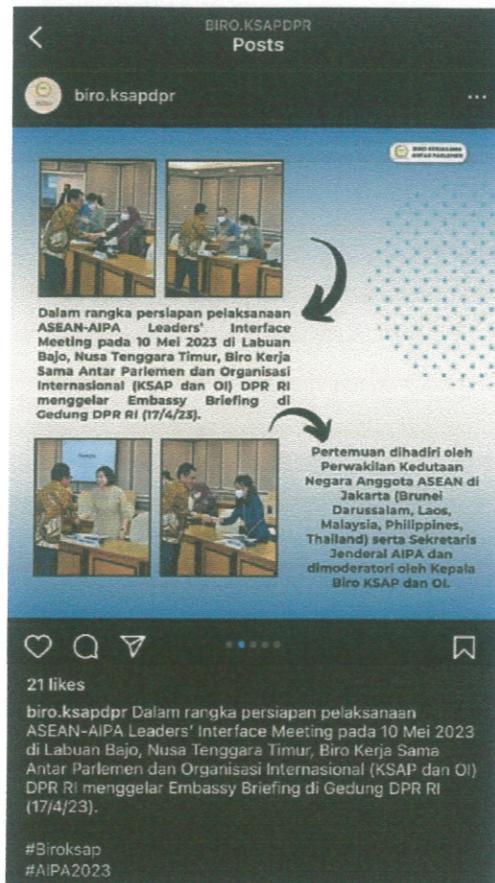 BIRO.KSAPDPR
Posts
biro.ksapdpr
BIRO KERJASAMA
ANTAR PARLEMEN
Dalam rangka persiapan pelaksanaan
ASEAN-AIPA Leaders' Interface
Meeting pada 10 Mei 2023 di Labuan
Bajo, Nusa Tenggara Timur, Biro Kerja
Sama Antar Parlemen dan Organisasi
Internasional (KSAP dan OI) DPR RI
menggelar Embassy Briefing di
Gedung DPR RI (17/4/23).
Pertemuan dihadiri oleh
Perwakilan Kedutaan
Negara Anggota ASEAN di
Jakarta (Brunei
Darussalam, Laos,
Malaysia, Philippines,
Thailand) serta Sekretaris
Jenderal AIPA dan
dimoderatori oleh Kepala
Biro KSAP dan OI.
21 likes
biro.ksapdpr Dalam rangka persiapan pelaksanaan
ASEAN-AIPA Leaders' Interface Meeting pada 10 Mei 2023
di Labuan Bajo, Nusa Tenggara Timur, Biro Kerja Sama
Antar Parlemen dan Organisasi Internasional (KSAP dan OI)
DPR RI menggelar Embassy Briefing di Gedung DPR RI
(17/4/23).
#Biroksap
#AIPA2023